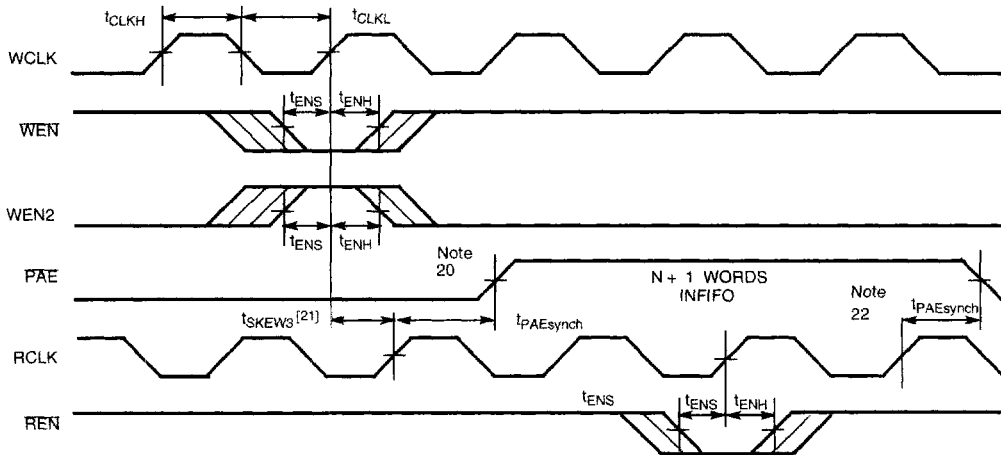 tCLKH
tCLKL
WCLK
tENS
tENH
WEN
WEN2
tENS
tENH
Note
20
PAE
N + 1 WORDS
INFIFO
Note
22
tSKEW3 [21]
tPAEsynch
tPAEsynch
RCLK
tENS
tENS
tENH
REN